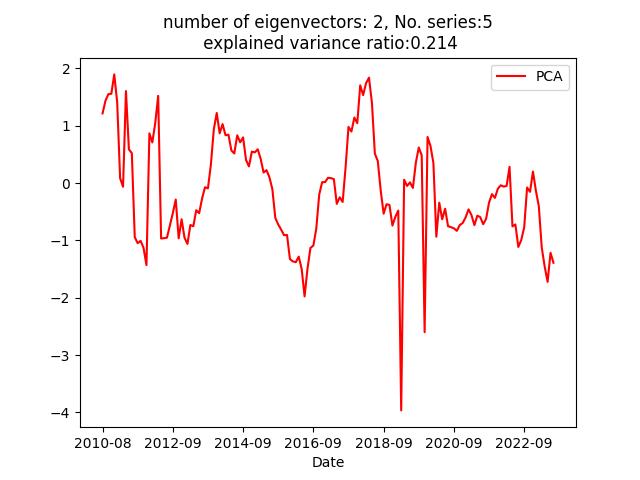 number of eigenvectors: 2, No. series:5
explained variance ratio:0.214
PCA
2
1
0
−1
−2
−3
−4
2010-08 2012-09 2014-09 2016-09 2018-09 2020-09 2022-09
Date